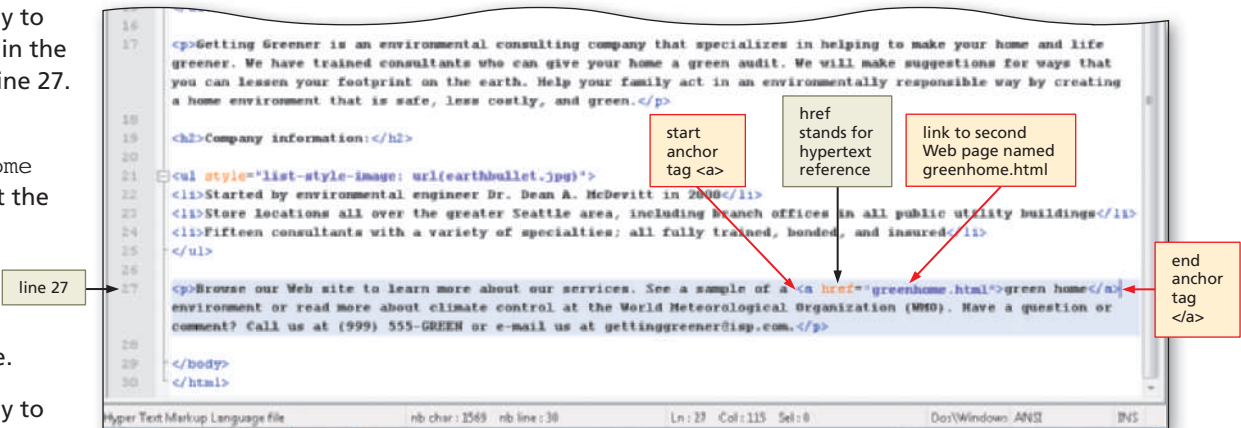 y to
in the
ine 27.
ome
t the
e.
y to
16
17 <p>Getting Greener is an environmental consulting company that specializes in helping to make your home and life
greener. We have trained consultants who can give your home a green audit. We will make suggestions for ways that
you can lessen your footprint on the earth. Help your family act in an environmentally responsible way by creating
a home environment that is safe, less costly, and green.</p>
18
19 <h2>Company information:</h2>
20
21 <ul style="list-style-image: url(earthbullet.jpg)">
22 <li>Started by environmental engineer Dr. Dean A. McDevitt in 2008</li>
23 <li>Store locations all over the greater Seattle area, including branch offices in all public utility buildings</li>
24 <li>Fifteen consultants with a variety of specialties; all fully trained, bonded, and insured</li>
25 </ul>
26
27 <p>Browse our Web site to learn more about our services. See a sample of a <a href="greenhome.html">green home</a>
environment or read more about climate control at the World Meteorological Organization (WMO). Have a question or
comment? Call us at (999) 555-GREEN or e-mail us at gettinggreener@isp.com.</p>
28
29 </body>
30 </html>
Hyper Text Markup Language file nb char : 1569 nb line : 30 Ln : 27 Col : 115 Sel : 0 Dos\Windows ANSI INS
line 27
start
anchor
tag <a>
href
stands for
hypertext
reference
link to second
Web page named
greenhome.html
end
anchor
tag
</a>